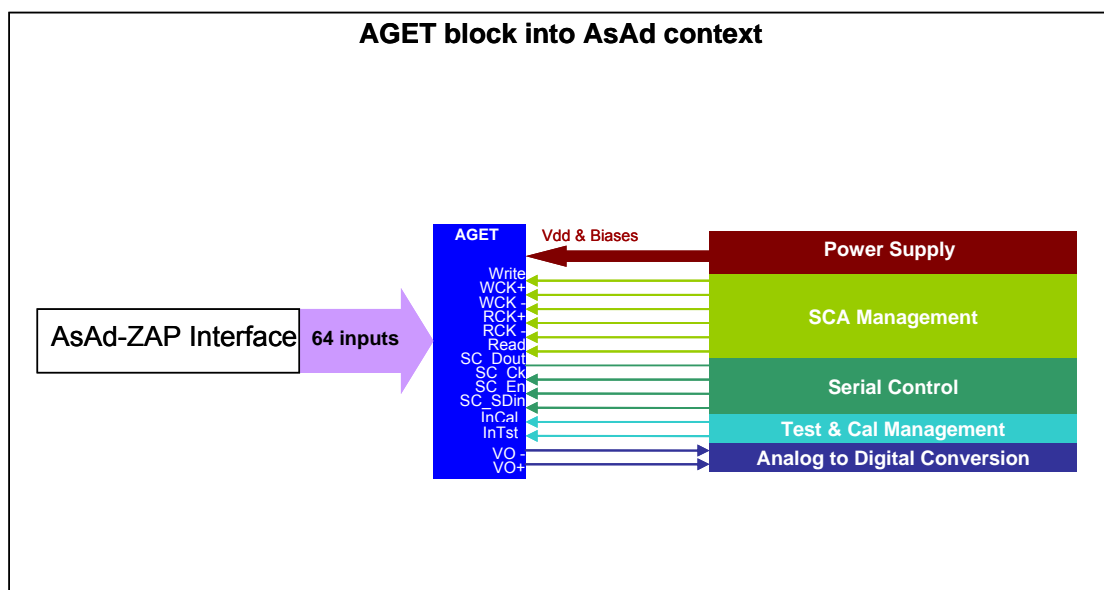 AGET block into AsAd context
AGET
Vdd & Biases
Power Supply
Write
WCK+
WCK -
RCK+
RCK -
Read
SCA Management
AsAd-ZAP Interface
64 inputs
SC_Dout
SC_Ck
SC_En
SC_SDin
Serial Control
InCal
InTst
Test & Cal Management
VO -
VO+
Analog to Digital Conversion